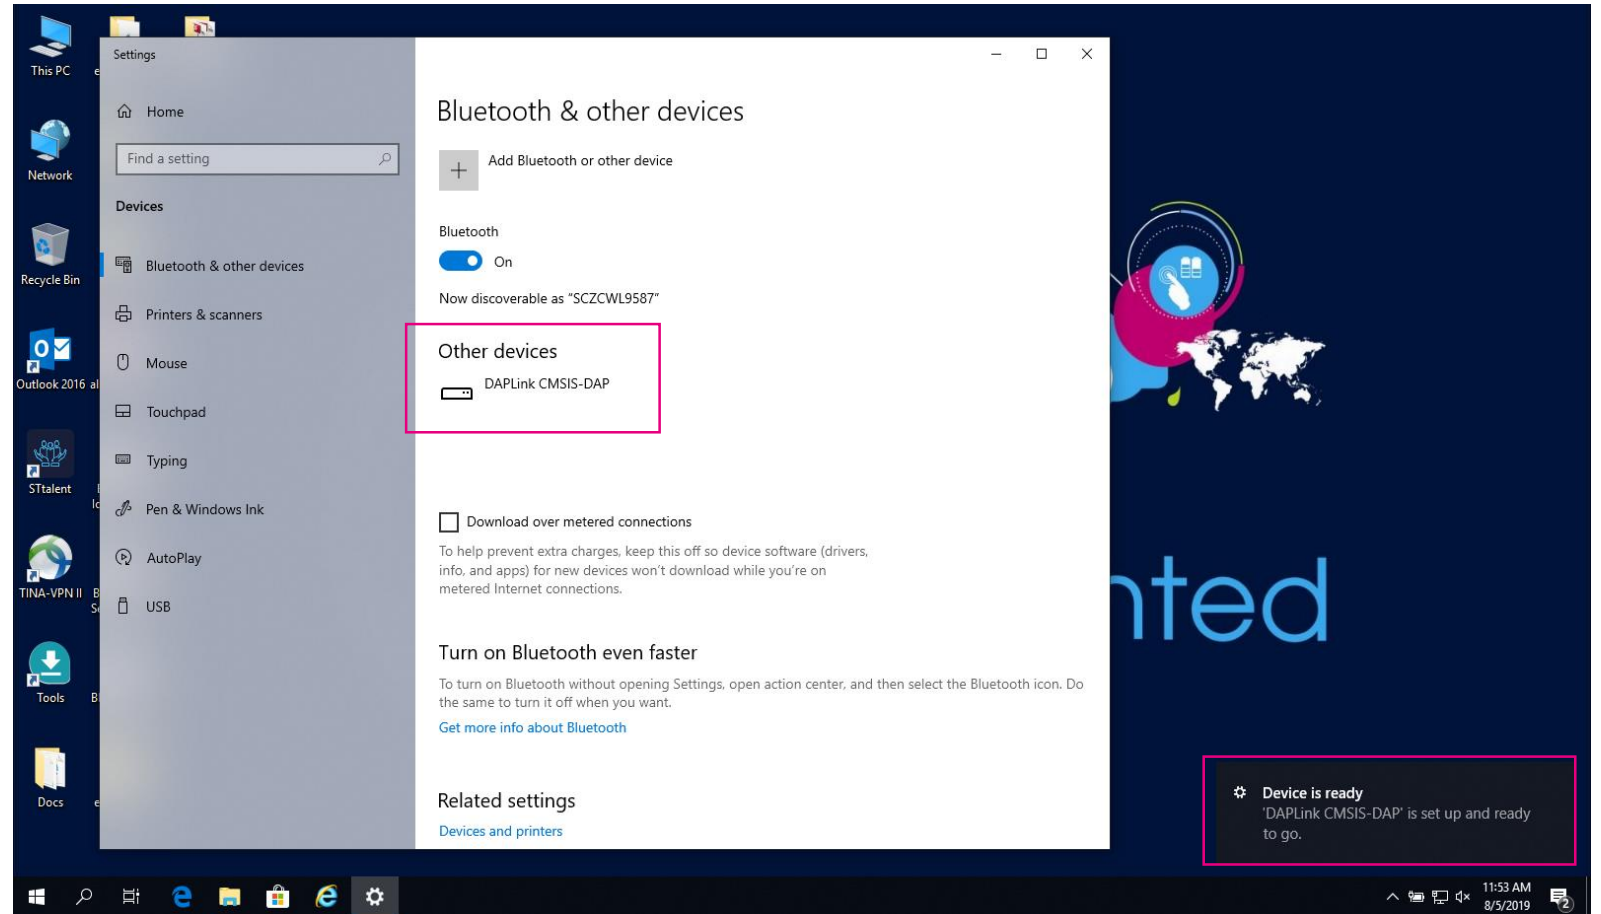 This PC
Network
Recycle Bin
Outlook 2016
al
STtalent
TINA-VPN II
Tools
Docs
Settings
Home
Find a setting
Devices
Bluetooth & other devices
Printers & scanners
Mouse
Touchpad
Typing
Pen & Windows Ink
AutoPlay
USB
Bluetooth & other devices
Add Bluetooth or other device
Bluetooth
On
Now discoverable as “SCZCWL9587”
Other devices
DAPLink CMSIS-DAP
Download over metered connections
To help prevent extra charges, keep this off so device software (drivers,
info, and apps) for new devices won’t download while you’re on
metered Internet connections.
Turn on Bluetooth even faster
To turn on Bluetooth without opening Settings, open action center, and then select the Bluetooth icon. Do
the same to turn it off when you want.
Get more info about Bluetooth
Related settings
Devices and printers
nted
Device is ready
'DAPLink CMSIS-DAP' is set up and ready
to go.
11:53 AM
8/5/2019
2